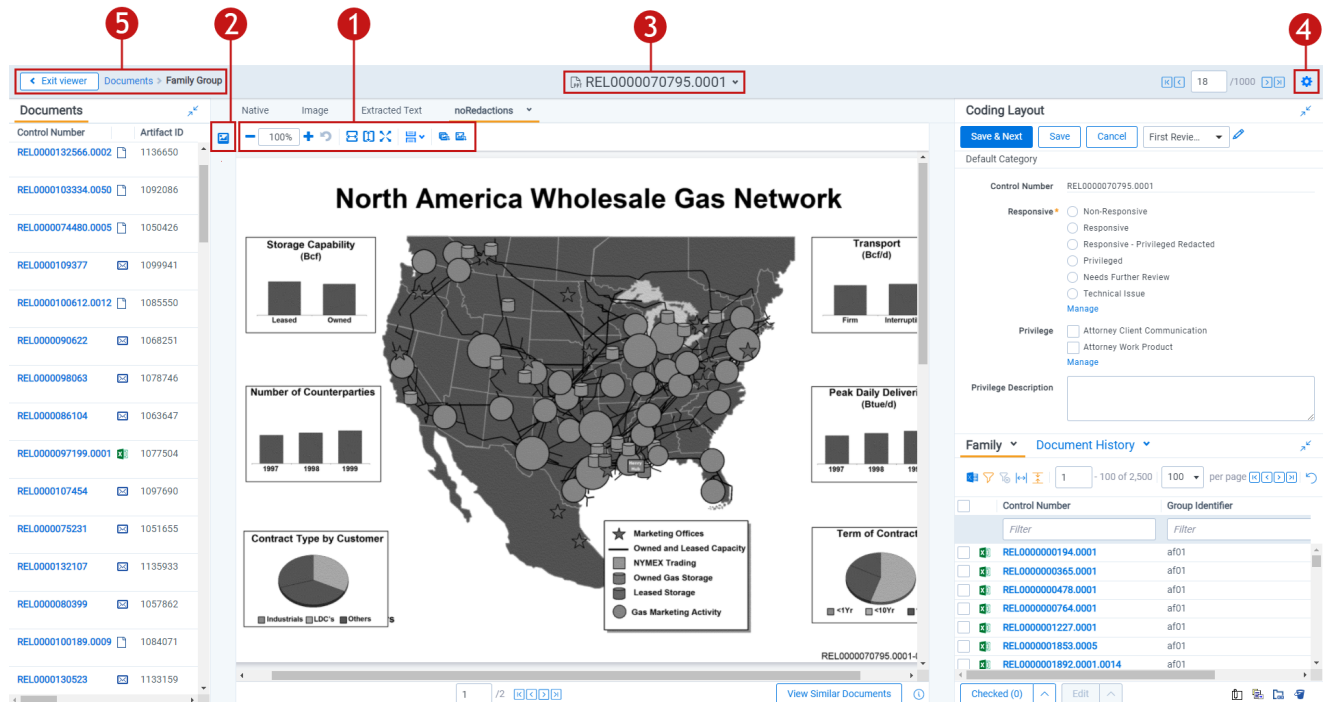 5
2
1
3
4
Exit viewer Documents > Family Group
REL0000070795.0001
18 /1000
Documents
Native Image Extracted Text noRedactions
Coding Layout
Control Number Artifact ID
100%
Save & Next Save Cancel First Revie...
REL0000132566.0002 1136650
REL0000103334.0050 1092086
REL0000074480.0005 1050426
REL0000109377 1099941
REL0000100612.0012 1085550
REL0000090622 1068251
REL0000098063 1078746
REL0000086104 1063647
REL0000097199.0001 1077504
REL0000107454 1097690
REL0000075231 1051655
REL0000132107 1135933
REL0000080399 1057862
REL0000100189.0009 1084071
REL0000130523 1133159
North America Wholesale Gas Network
Storage Capability
(Bcf)
Leased Owned
Number of Counterparties
1997 1998 1999
Contract Type by Customer
Industrials LDC's Others
s
Marketing Offices
Owned and Leased Capacity
NYMEX Trading
Owned Gas Storage
Leased Storage
Gas Marketing Activity
Transport
(Bcf/d)
Firm Interrupti
Peak Daily Deliveri
(Btue/d)
1997 1998 199
Term of Contract
<1Yr <10Yr
REL0000070795.0001-0
1 /2
View Similar Documents
Default Category
Control Number REL0000070795.0001
Responsive* Non-Responsive
Responsive
Responsive - Privileged Redacted
Privileged
Needs Further Review
Technical Issue
Manage
Privilege Attorney Client Communication
Attorney Work Product
Manage
Privilege Description
Family Document History
1 - 100 of 2,500 100 per page
Control Number Group Identifier
Filter Filter
REL0000000194.0001 af01
REL0000000365.0001 af01
REL0000000478.0001 af01
REL0000000764.0001 af01
REL0000001227.0001 af01
REL0000001853.0005 af01
REL0000001892.0001.0014 af01
Checked (0) Edit